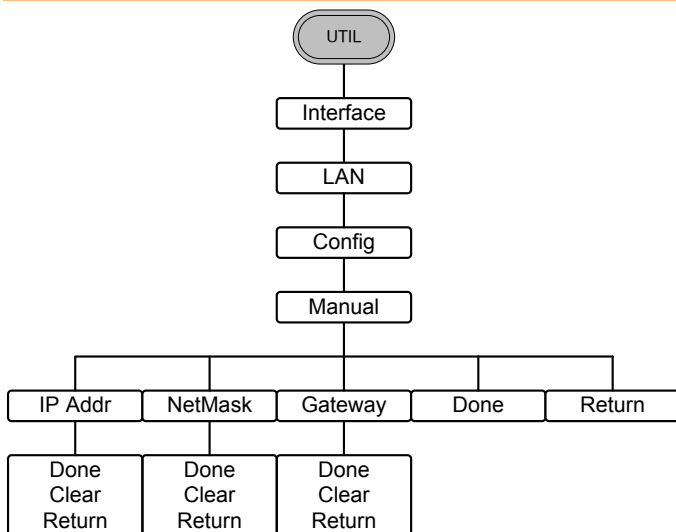 UTIL
Interface
LAN
Config
Manual
IP Addr
NetMask
Gateway
Done
Return
Done
Clear
Return
Done
Clear
Return
Done
Clear
Return